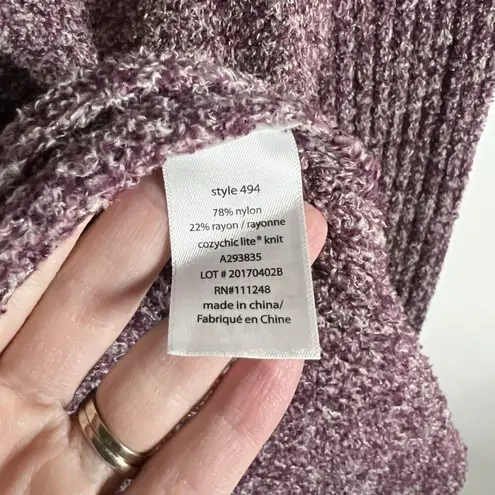 style 494
78% nylon
22% rayon / rayonne
cozychic lite® knit
A293835
LOT # 20170402B
RN#111248
made in china/
Fabriqué en Chine